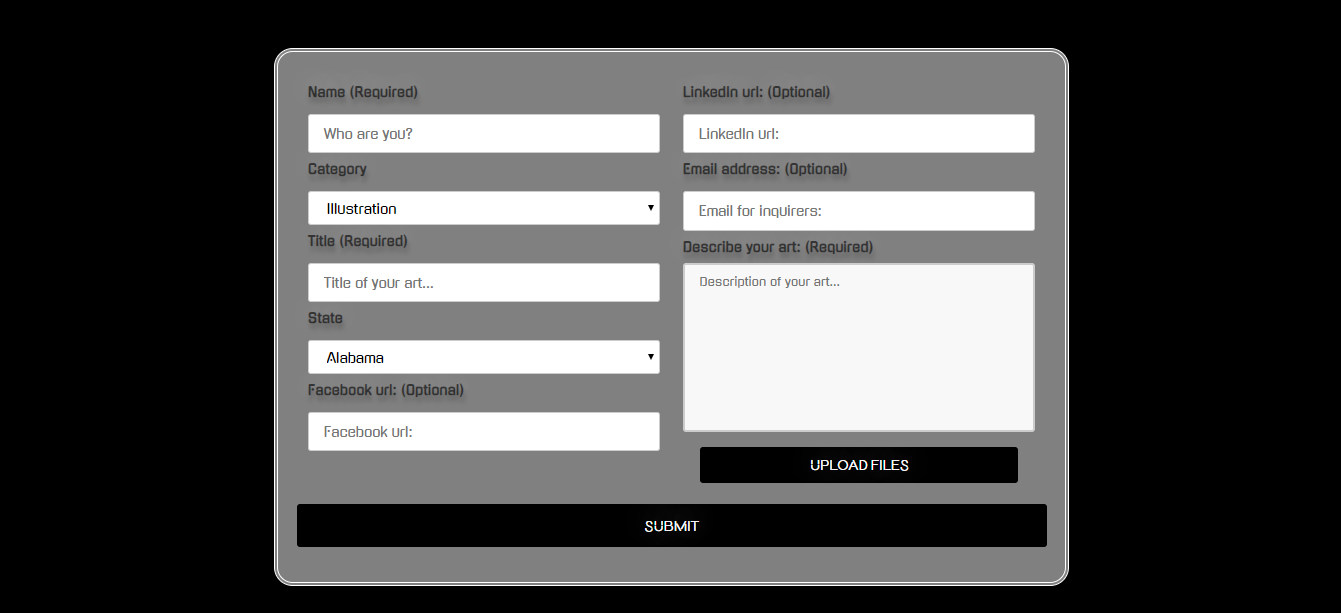 Name (Required)
Who are you?
Category
Illustration
Title (Required)
Title of your art...
State
Alabama
Facebook url: (Optional)
Facebook url:
LinkedIn url: (Optional)
LinkedIn url:
Email address: (Optional)
Email for inquirers:
Describe your art: (Required)
Description of your art...
UPLOAD FILES
SUBMIT